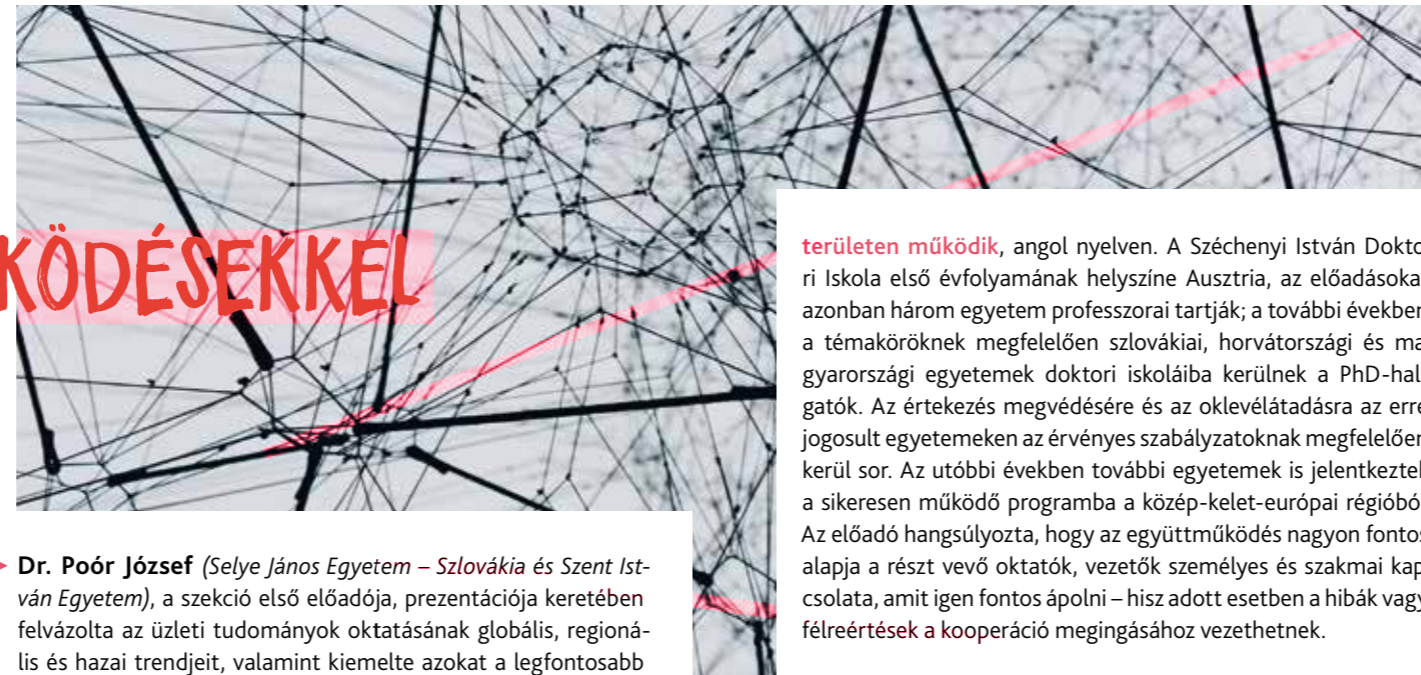 KÖDÉSEKKEL
Dr. Poór József (Selye János Egyetem – Szlovákia és Szent Ist-
ván Egyetem), a szekció első előadója, prezentációja keretében
felvázolta az üzleti tudományok oktatásának globális, regioná-
lis és hazai trendjeit, valamint kiemelte azokat a legfontosabb
területen működik, angol nyelven. A Széchenyi István Dokto
ri Iskola első évfolyamának helyszíne Ausztria, az előadásoka
azonban három egyetem professzorai tartják; a további években
a témaköröknek megfelelően szlovákiai, horvátországi és ma
gyarországi egyetemek doktori iskoláiba kerülnek a PhD-hal
gatók. Az értekezés megvédésére és az oklevélátadásra az erre
jogosult egyetemeken az érvényes szabályzatoknak megfelelően
kerül sor. Az utóbbi években további egyetemek is jelentkeztek
a sikeresen működő programba a közép-kelet-európai régióbó
Az előadó hangsúlyozta, hogy az együttműködés nagyon fontos
alapja a részt vevő oktatók, vezetők személyes és szakmai kap
csolata, amit igen fontos ápolni – hisz adott esetben a hibák vagy
félreértések a kooperáció megingásához vezethetnek.